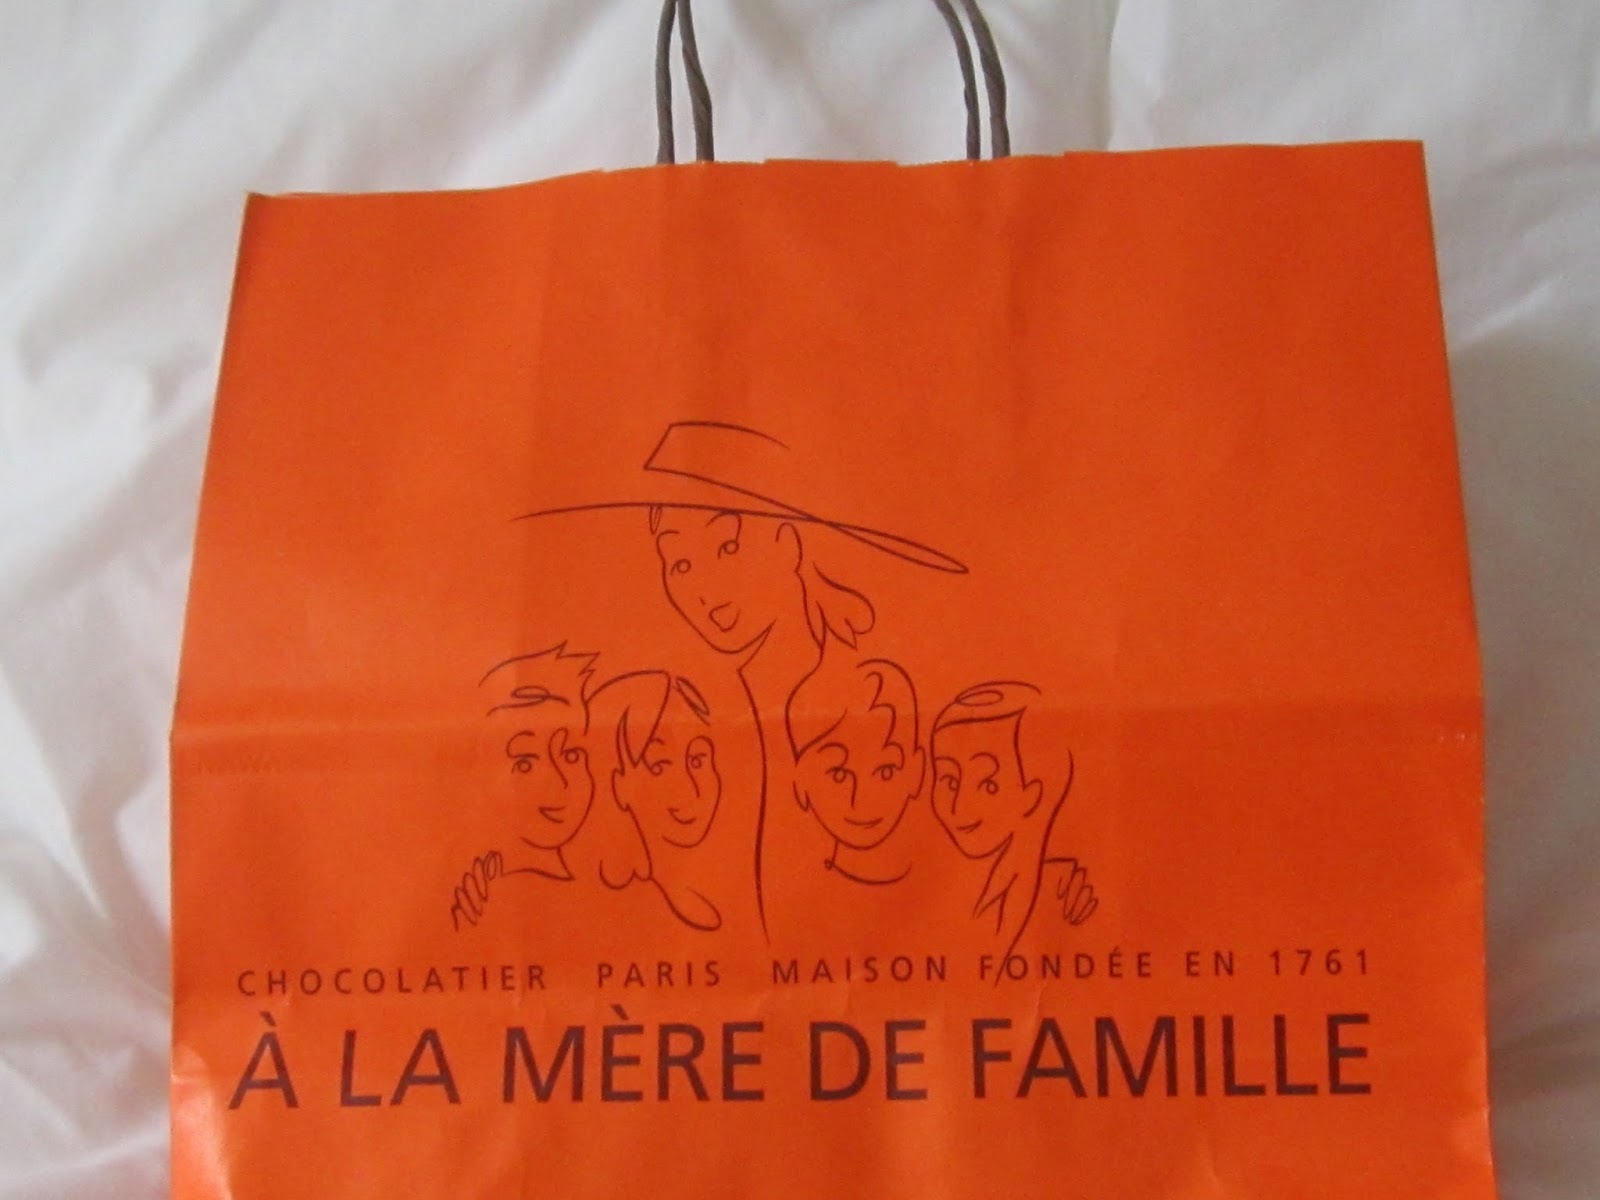 CHOCOLATIER PARIS MAISON FONDÉE EN 1761
À LA MÈRE DE FAMILLE